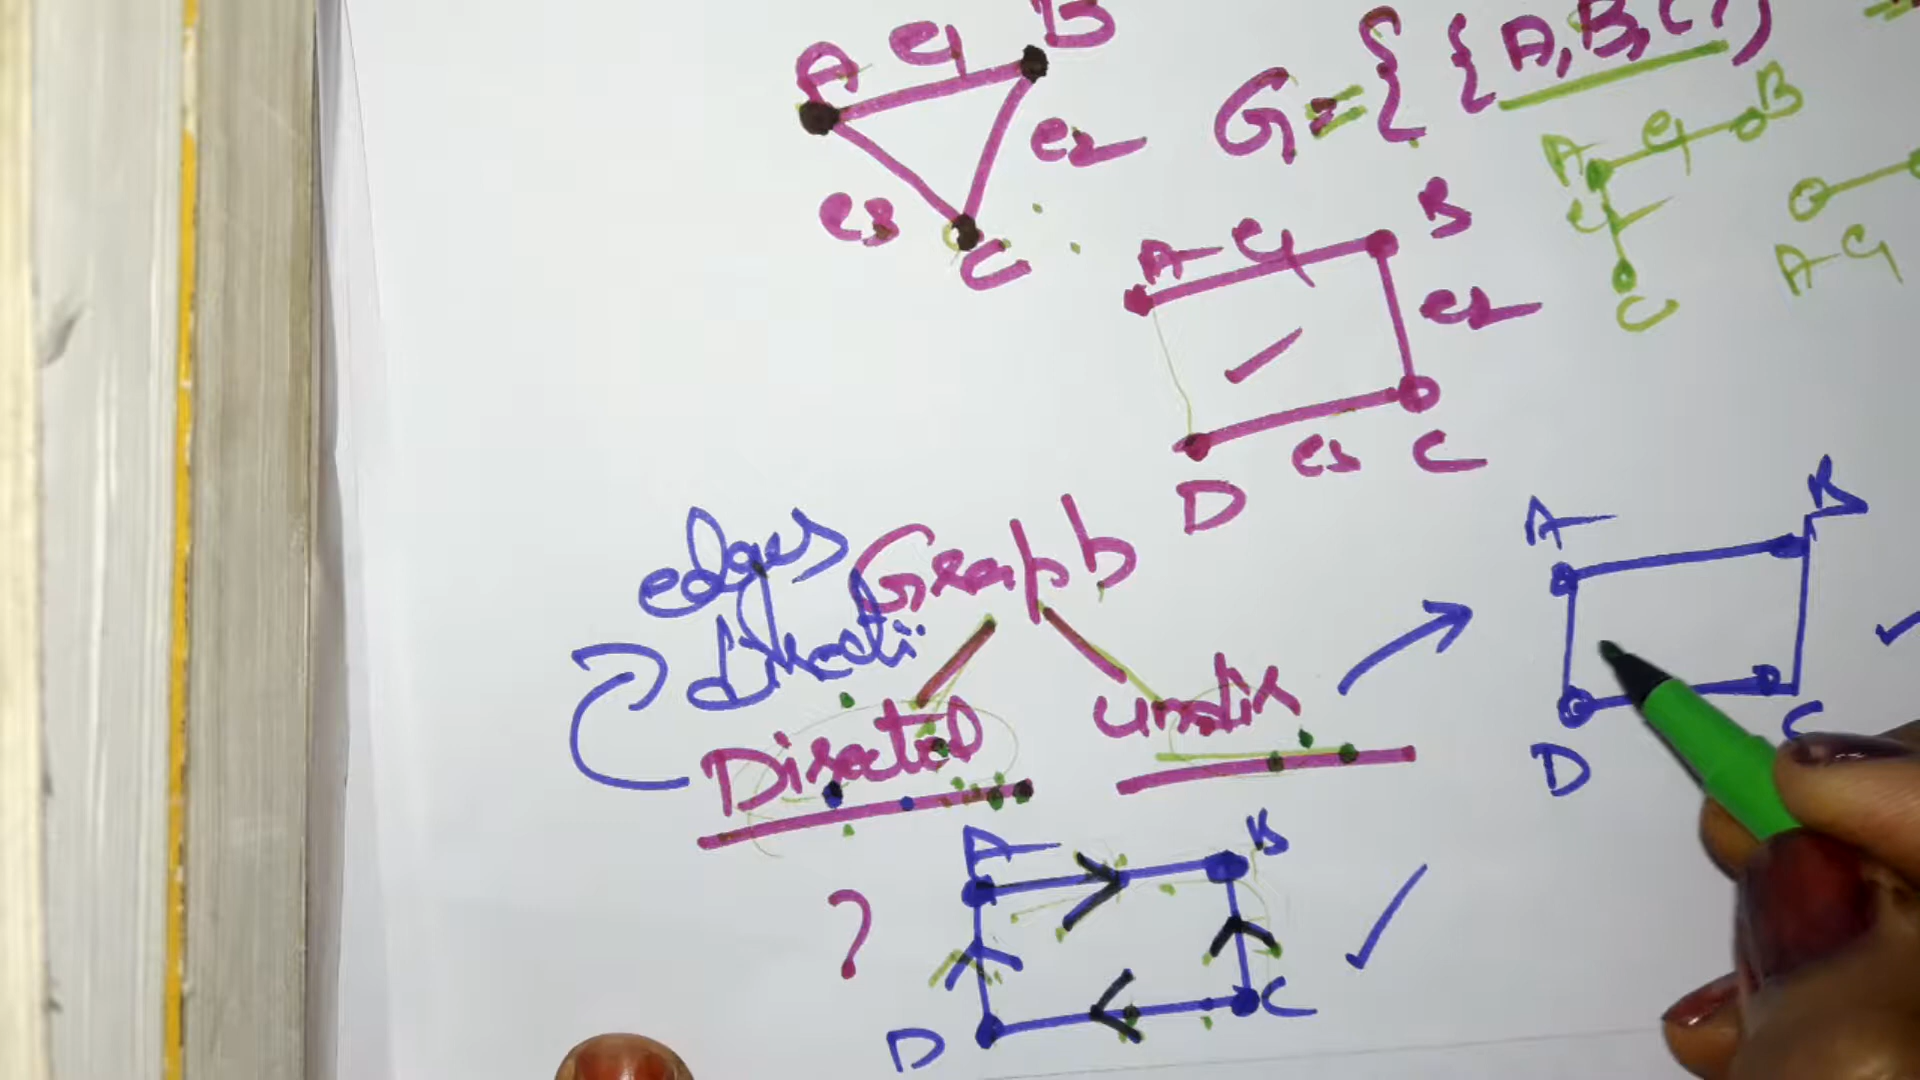 A e1 B
G = { { A, B, C }
e2
e3
C
A e1 B
C
A e1
A e1 B
e2
e3 C
D
edges
directi
Graph
Directed
undir
A B
D C
?
A B
D C